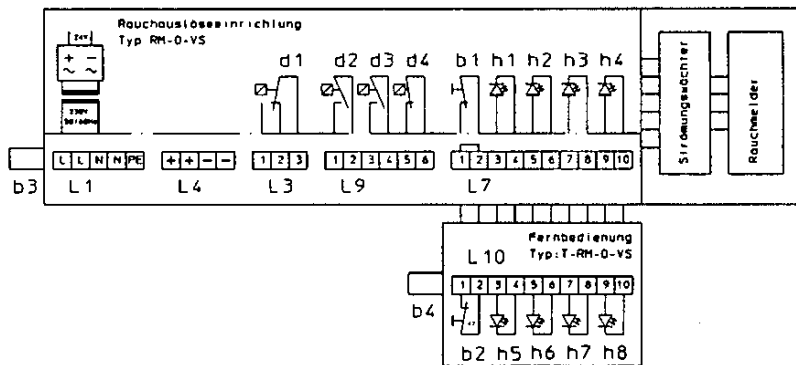 Rauchauslöseeinrichtung
Typ RM-O-VS
24V
+ −
~ ~
230V
50/60Hz
d1 d2 d3 d4 b1 h1 h2 h3 h4
Strömungswächter
Rauchmelder
b3
L L N N PE
+ + − −
1 2 3
1 2 3 4 5 6
1 2 3 4 5 6 7 8 9 10
L1 L4 L3 L9 L7
Fernbedienung
Typ:T-RM-O-VS
L10
b4
1 2 3 4 5 6 7 8 9 10
b2 h5 h6 h7 h8